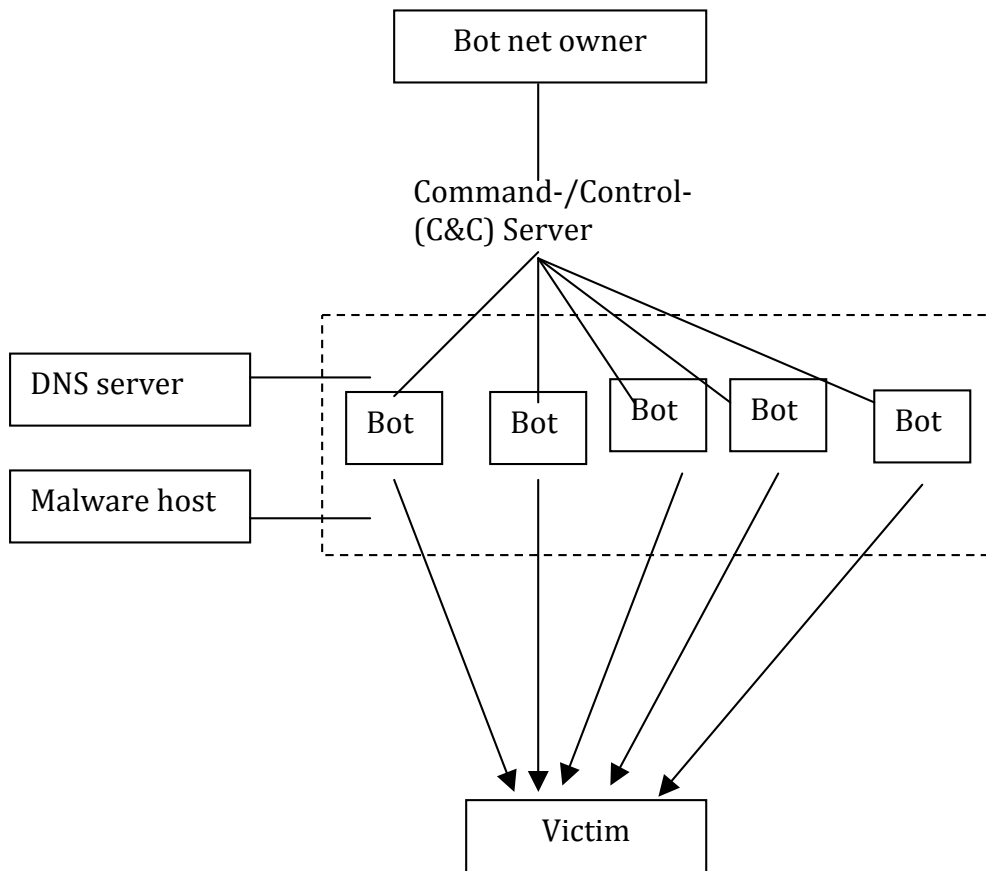 Bot net owner
Command-/Control-
(C&C) Server
DNS server
Bot
Bot
Bot
Bot
Bot
Malware host
Victim